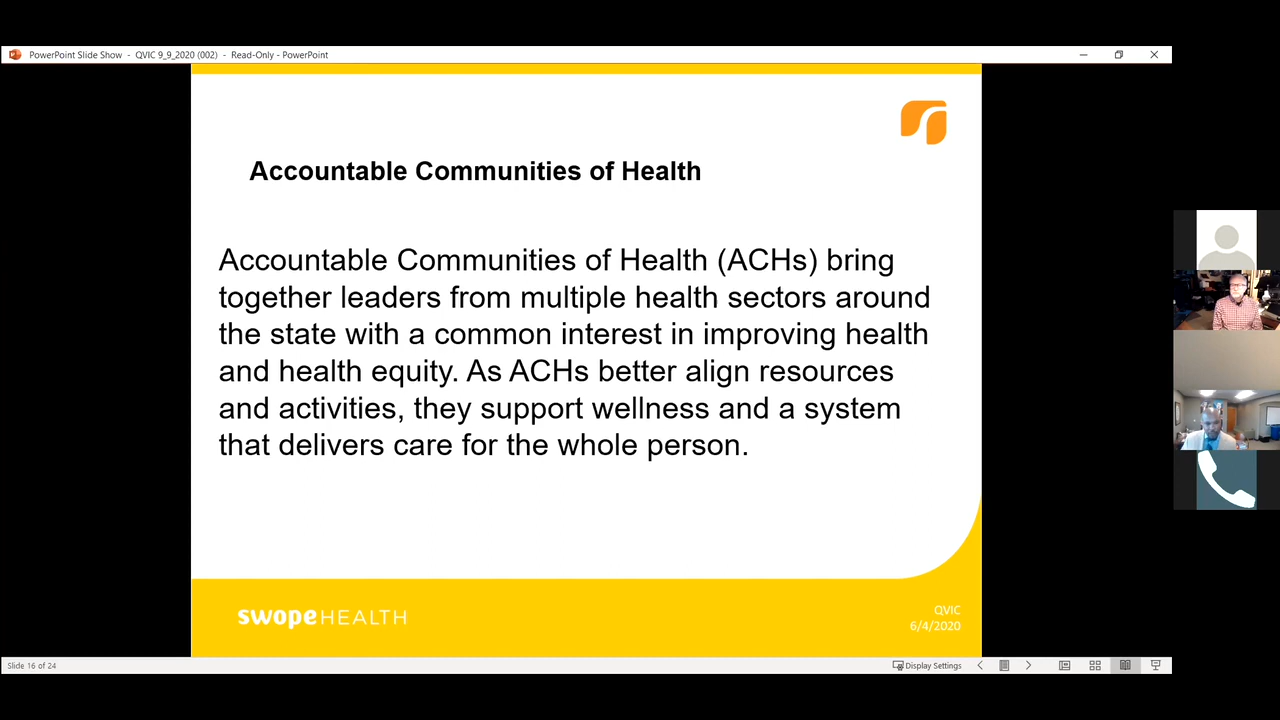 PowerPoint Slide Show - QVIC 9_9_2020 (002) - Read-Only - PowerPoint
Accountable Communities of Health
Accountable Communities of Health (ACHs) bring
together leaders from multiple health sectors around
the state with a common interest in improving health
and health equity. As ACHs better align resources
and activities, they support wellness and a system
that delivers care for the whole person.
swopeHEALTH
QVIC
6/4/2020
Slide 16 of 24
Display Settings